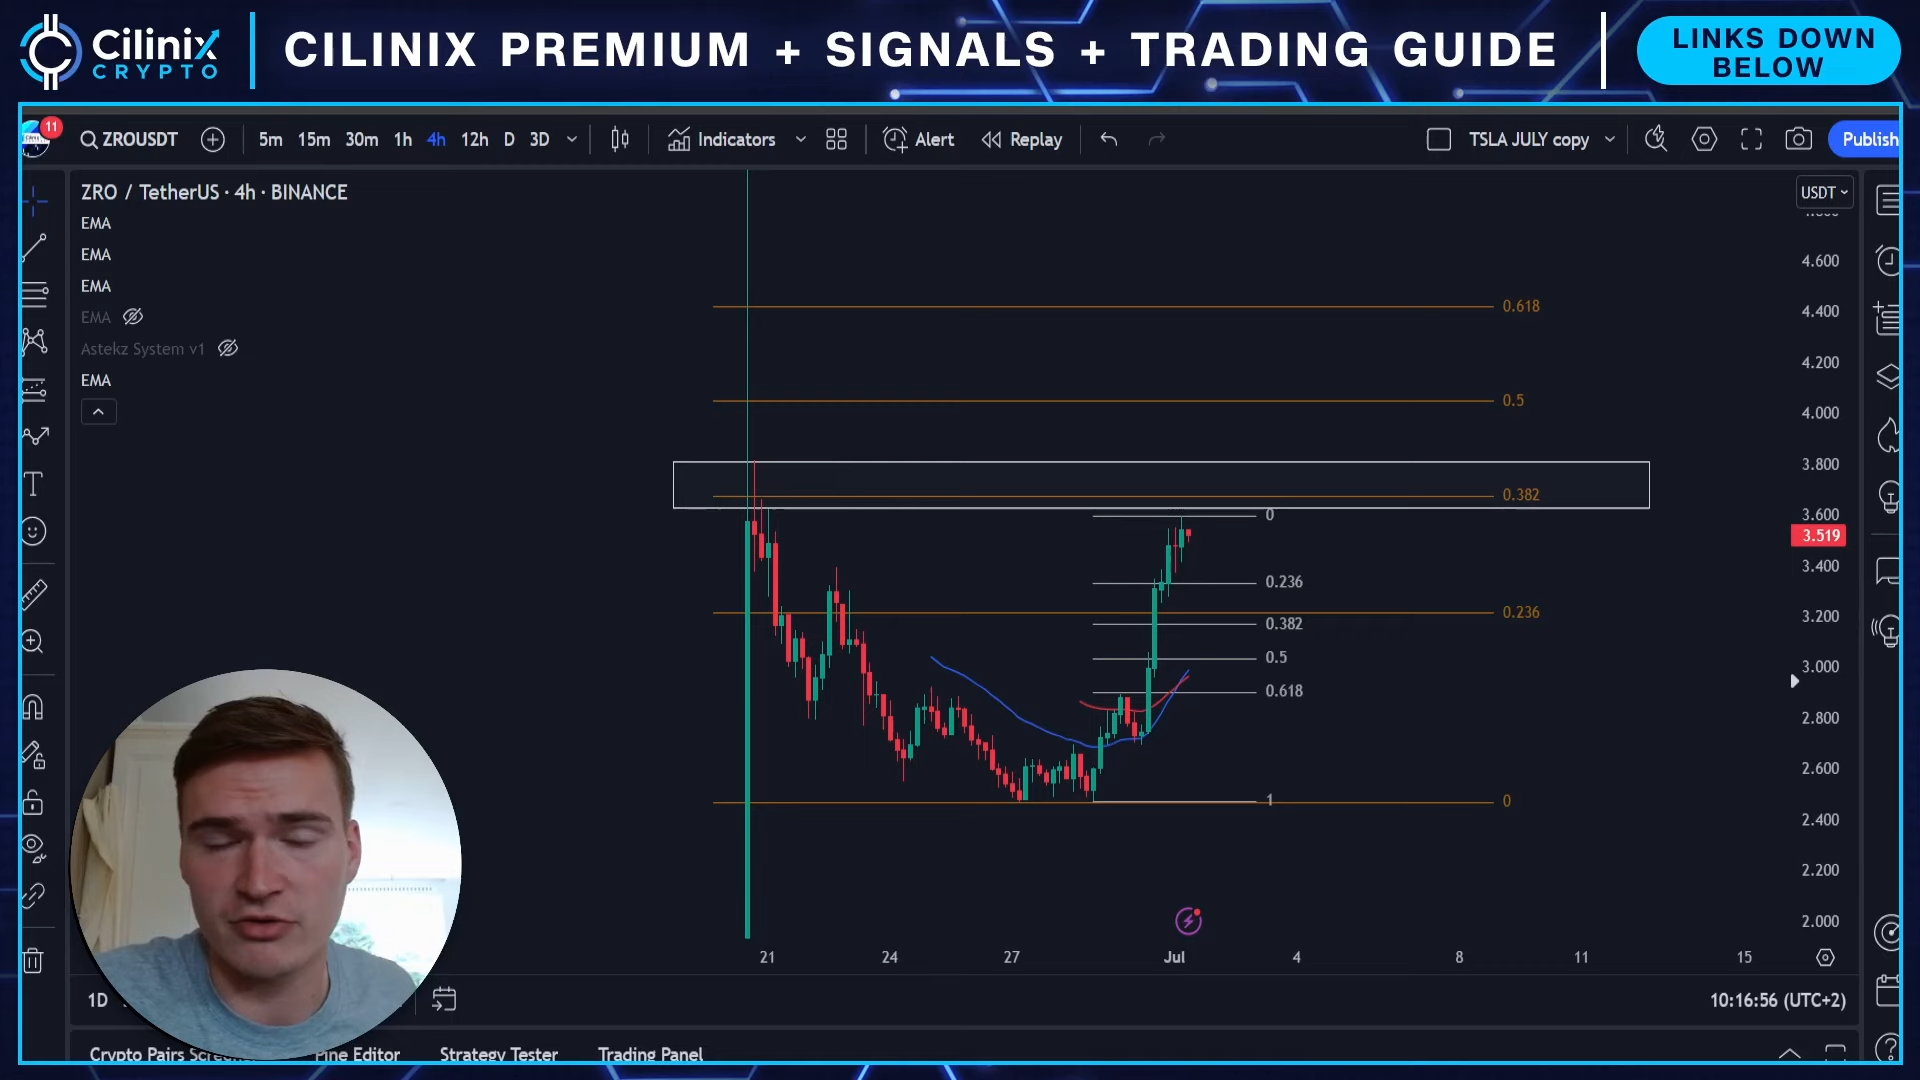 Cilinix
CRYPTO
CILINIX PREMIUM + SIGNALS + TRADING GUIDE
LINKS DOWN
BELOW
11
ZROUSDT
5m 15m 30m 1h 4h 12h D 3D
Indicators
Alert
Replay
TSLA JULY copy
Publish
ZRO / TetherUS · 4h · BINANCE
USDT
EMA
EMA
EMA
EMA
Astekz System v1
EMA
4.600
0.618
4.400
4.200
0.5
4.000
3.800
0.382
0
3.600
3.519
3.400
0.236
0.236
3.200
0.382
0.5
3.000
0.618
2.800
2.600
1
0
2.400
2.200
2.000
21 24 27 Jul 4 8 11 15
1D
10:16:56 (UTC+2)
Crypto Pairs
Pine Editor
Strategy Tester
Trading Panel